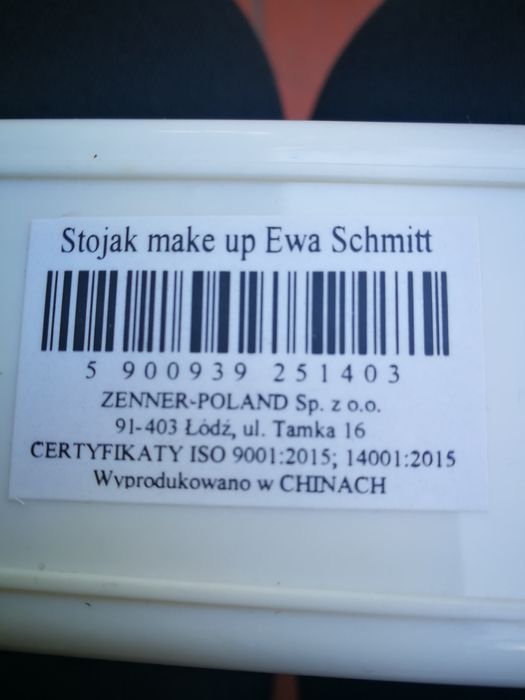 Stojak make up Ewa Schmitt
5 900939 251403
ZENNER-POLAND Sp. z o.o.
91-403 Łódź, ul. Tamka 16
CERTYFIKATY ISO 9001:2015; 14001:2015
Wyprodukowano w CHINACH